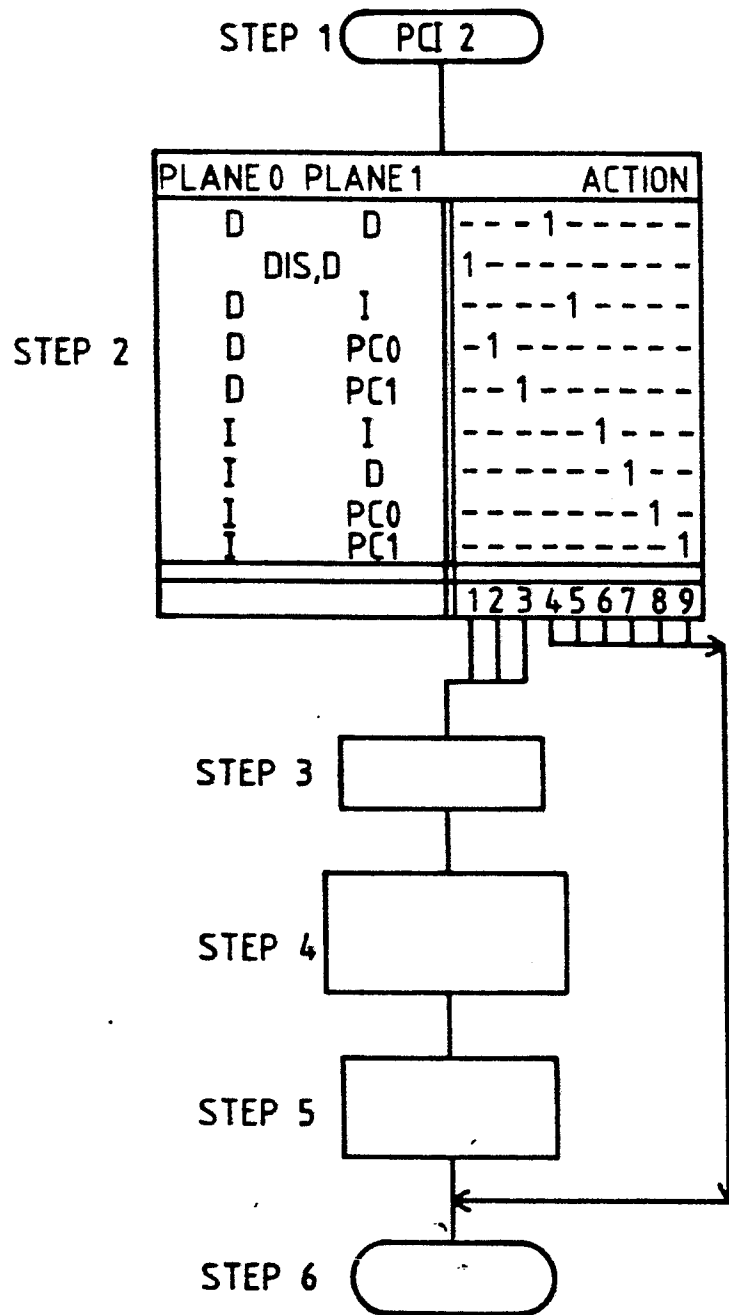 STEP 1 PCI 2
PLANE 0 PLANE 1 ACTION
D D - - - 1 - - - - -
DIS,D 1 - - - - - - - -
D I - - - - 1 - - - -
STEP 2 D PC0 - 1 - - - - - - -
D PC1 - - 1 - - - - - -
I I - - - - - 1 - - -
I D - - - - - - 1 - -
I PC0 - - - - - - - 1 -
I PC1 - - - - - - - - 1
1 2 3 4 5 6 7 8 9
STEP 3
STEP 4
STEP 5
STEP 6